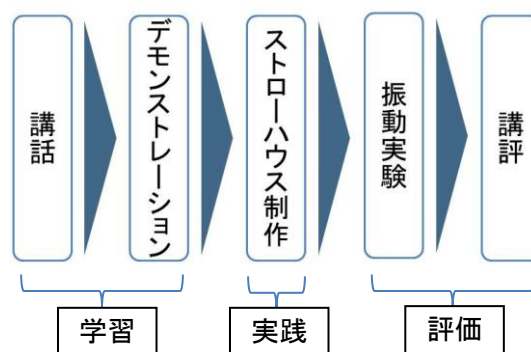 講話
デモンストレーション
ストローハウス制作
振動実験
講評
学習
実践
評価